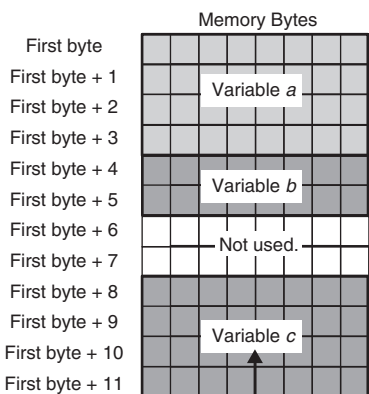 Memory Bytes
First byte
First byte + 1
Variable a
First byte + 2
First byte + 3
First byte + 4
Variable b
First byte + 5
First byte + 6
Not used.
First byte + 7
First byte + 8
First byte + 9
Variable c
First byte + 10
First byte + 11